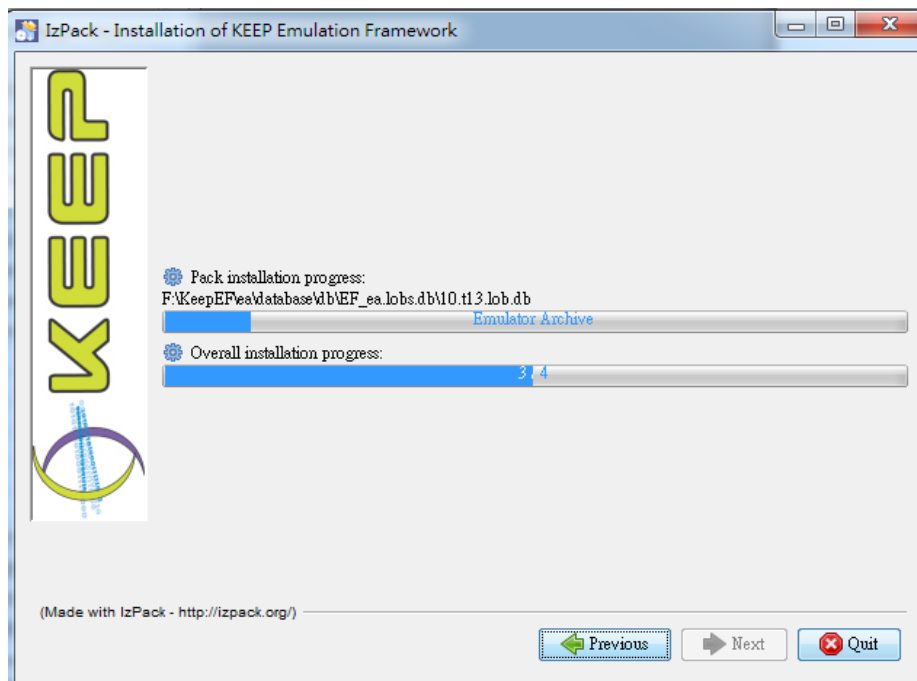 IzPack - Installation of KEEP Emulation Framework
KEEP
Pack installation progress:
F:\KeepEF\ea\database\db\EF_ea.lobs.db\10.t13.lob.db
Emulator Archive
Overall installation progress:
3 / 4
(Made with IzPack - http://izpack.org/)
Previous
Next
Quit